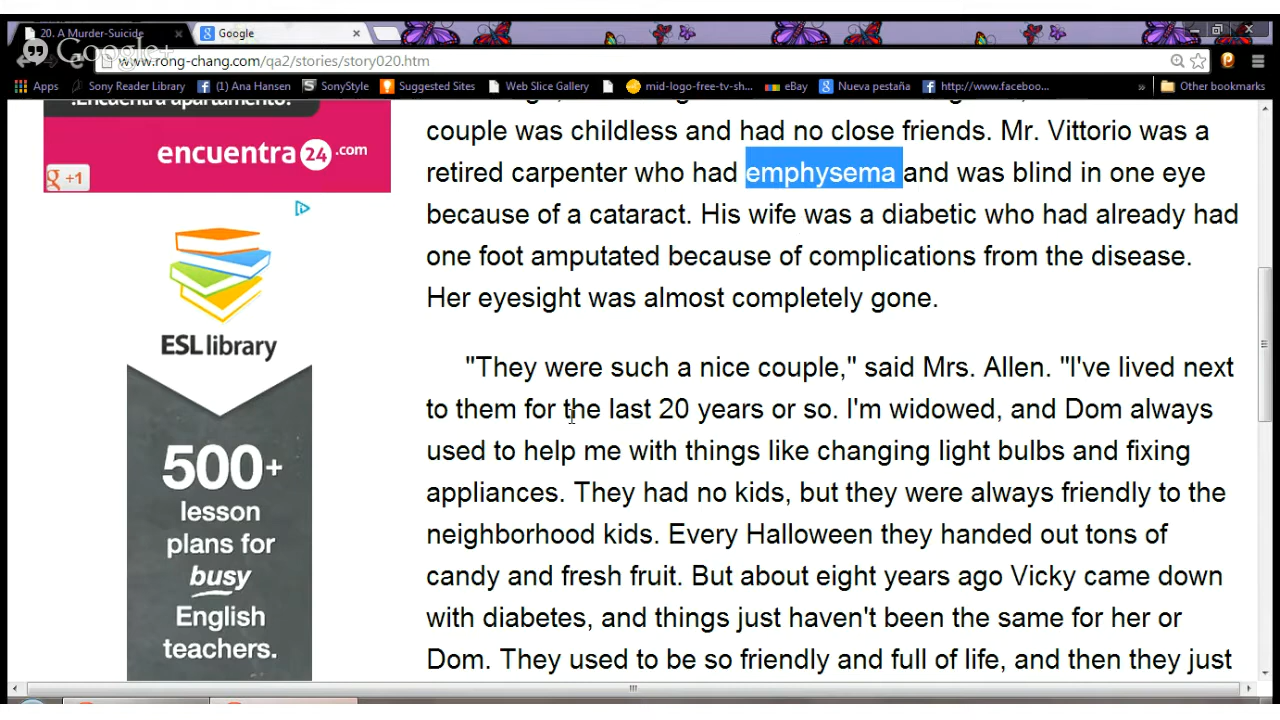 20. A Murder-Suicide
Google
Google+
www.rong-chang.com/qa2/stories/story020.htm
Apps
Sony Reader Library
(1) Ana Hansen
SonyStyle
Suggested Sites
Web Slice Gallery
mid-logo-free-tv-sh...
eBay
Nueva pestaña
http://www.faceboo...
»
Other bookmarks
¡Encuentra apartamento!
encuentra24.com
g +1
ESL library
500+
lesson
plans for
busy
English
teachers.
couple was childless and had no close friends. Mr. Vittorio was a
retired carpenter who had emphysema and was blind in one eye
because of a cataract. His wife was a diabetic who had already had
one foot amputated because of complications from the disease.
Her eyesight was almost completely gone.
"They were such a nice couple," said Mrs. Allen. "I've lived next
to them for the last 20 years or so. I'm widowed, and Dom always
used to help me with things like changing light bulbs and fixing
appliances. They had no kids, but they were always friendly to the
neighborhood kids. Every Halloween they handed out tons of
candy and fresh fruit. But about eight years ago Vicky came down
with diabetes, and things just haven't been the same for her or
Dom. They used to be so friendly and full of life, and then they just